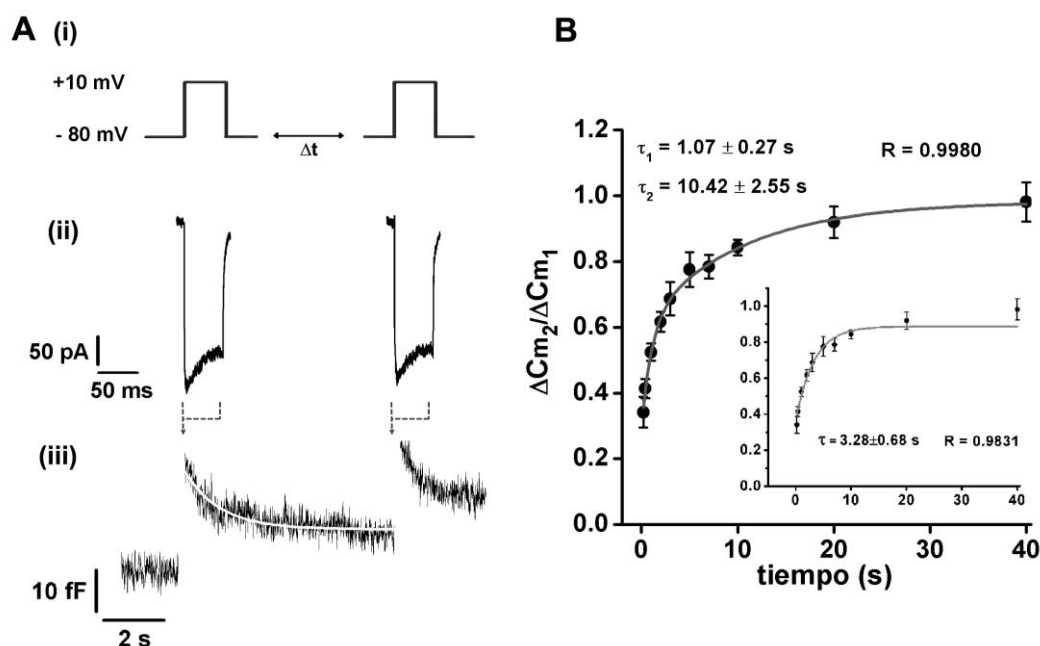 A (i)
+10 mV
- 80 mV
Δt
(ii)
50 pA
50 ms
(iii)
10 fF
2 s
B
τ1 = 1.07 ± 0.27 s
R = 0.9980
τ2 = 10.42 ± 2.55 s
ΔCm2/ΔCm1
1.2
1.0
0.8
0.6
0.4
0.2
0.0
0 10 20 30 40
tiempo (s)
1.0
0.8
0.6
0.4
0.2
0.0
τ = 3.28±0.68 s R = 0.9831
0 10 20 30 40